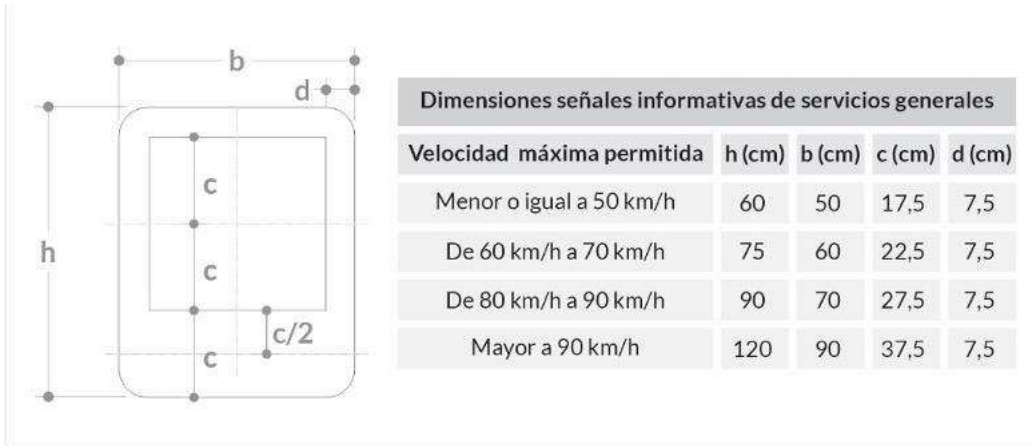 b
d
c
h
c
c/2
c
Dimensiones señales informativas de servicios generales
Velocidad máxima permitida h (cm) b (cm) c (cm) d (cm)
Menor o igual a 50 km/h 60 50 17,5 7,5
De 60 km/h a 70 km/h 75 60 22,5 7,5
De 80 km/h a 90 km/h 90 70 27,5 7,5
Mayor a 90 km/h 120 90 37,5 7,5